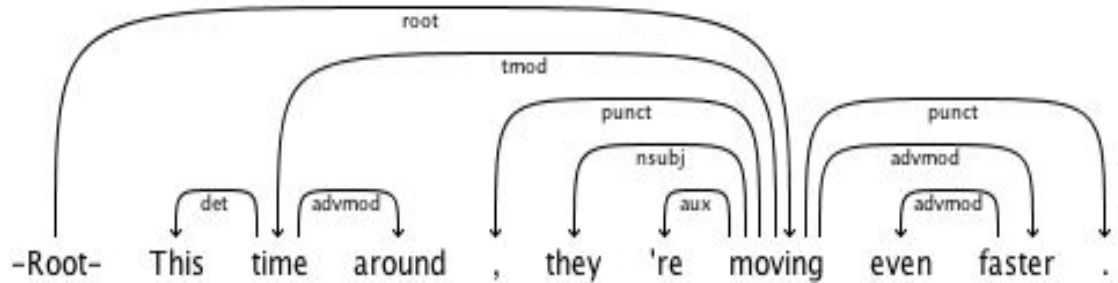 root
tmod
punct punct
nsubj advmod
det advmod aux advmod
-Root- This time around , they 're moving even faster .